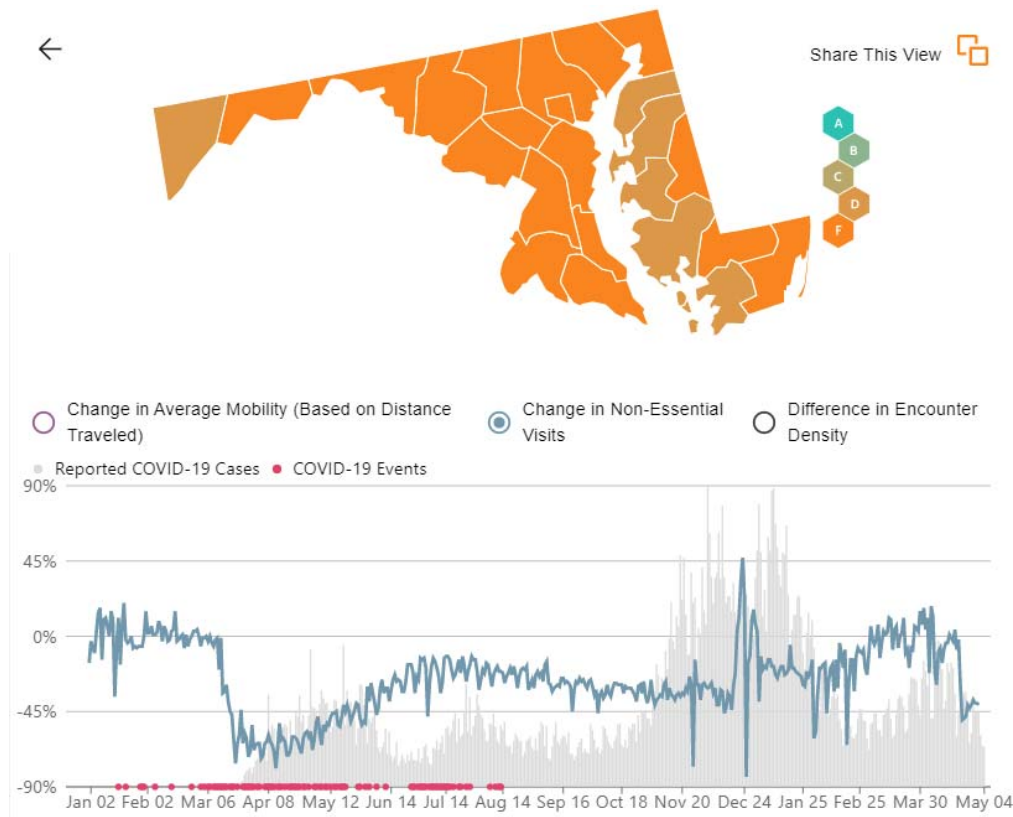 Share This View
A
B
C
D
F
Change in Average Mobility (Based on Distance
Traveled)
Change in Non-Essential
Visits
Difference in Encounter
Density
Reported COVID-19 Cases
COVID-19 Events
90%
45%
0%
-45%
-90%
Jan 02 Feb 02 Mar 06 Apr 08 May 12 Jun 14 Jul 14 Aug 14 Sep 16 Oct 18 Nov 20 Dec 24 Jan 25 Feb 25 Mar 30 May 04